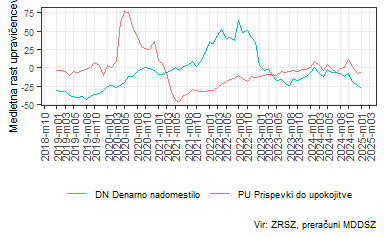 Medletna rast upravičencev
75
50
25
0
-25
-50
2018-m10
2019-m01
2019-m03
2019-m05
2019-m08
2019-m10
2020-m01
2020-m03
2020-m05
2020-m08
2020-m10
2021-m01
2021-m03
2021-m05
2021-m08
2021-m10
2022-m01
2022-m03
2022-m05
2022-m08
2022-m10
2023-m01
2023-m03
2023-m05
2023-m08
2023-m10
2024-m01
2024-m03
2024-m05
2024-m08
2024-m10
2025-m01
2025-m03
DN Denarno nadomestilo
PU Prispevki do upokojitve
Vir: ZRSZ, preračuni MDDSZ